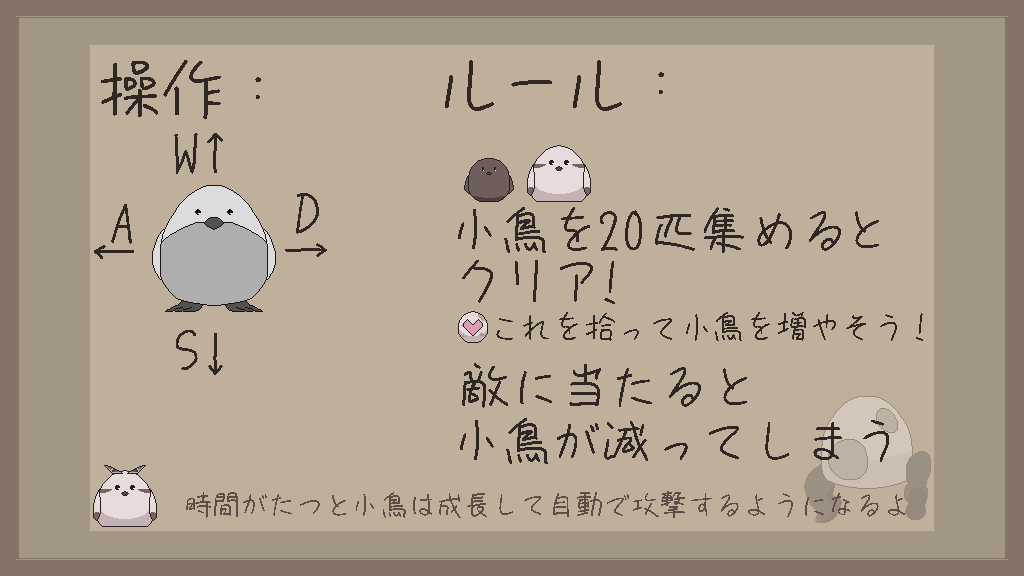 操作：
W↑
←A
D→
S↓
ルール：
小鳥を20匹集めると
クリア!
これを拾って小鳥を増やそう!
敵に当たると
小鳥が減ってしまう
時間がたつと小鳥は成長して自動で攻撃するようになるよ